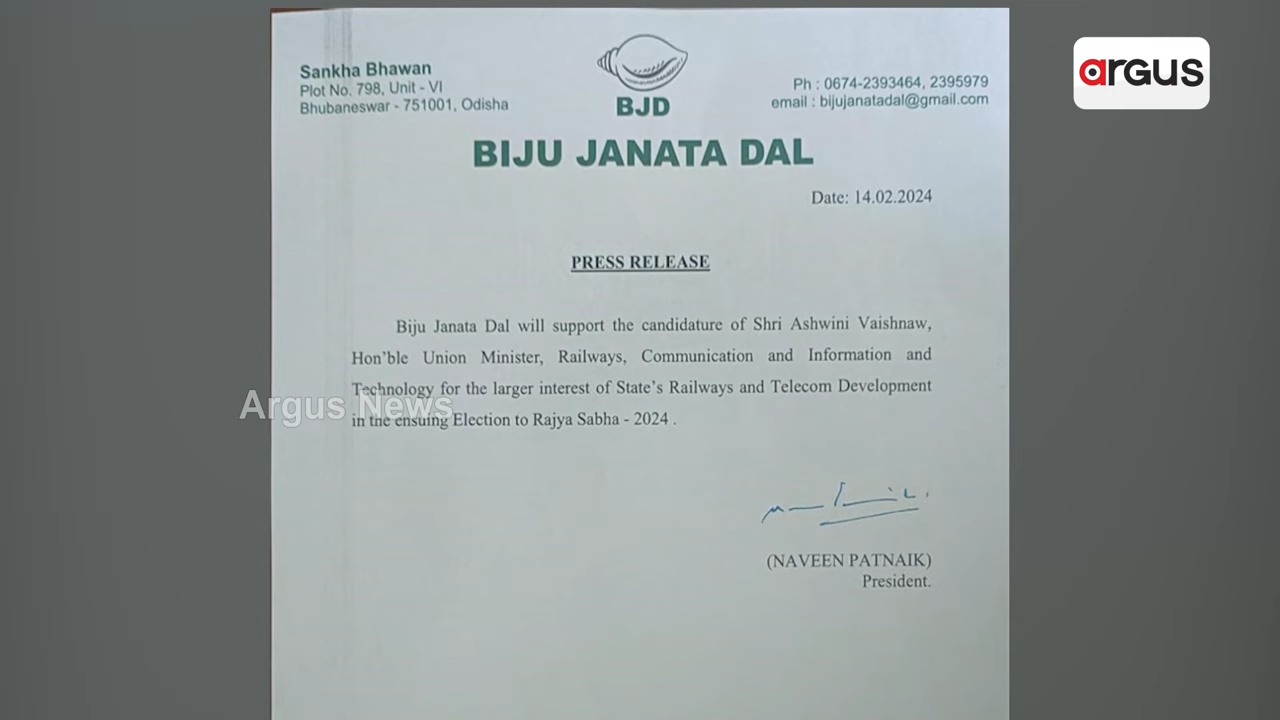 argus
Sankha Bhawan
Plot No. 798, Unit - VI
Bhubaneswar - 751001, Odisha
BJD
Ph : 0674-2393464, 2395979
email : bijujanatadal@gmail.com
BIJU JANATA DAL
Date: 14.02.2024
PRESS RELEASE
Biju Janata Dal will support the candidature of Shri Ashwini Vaishnaw,
Hon'ble Union Minister, Railways, Communication and Information and
Technology for the larger interest of State's Railways and Telecom Development
Argus News
in the ensuing Election to Rajya Sabha - 2024 .
(NAVEEN PATNAIK)
President.